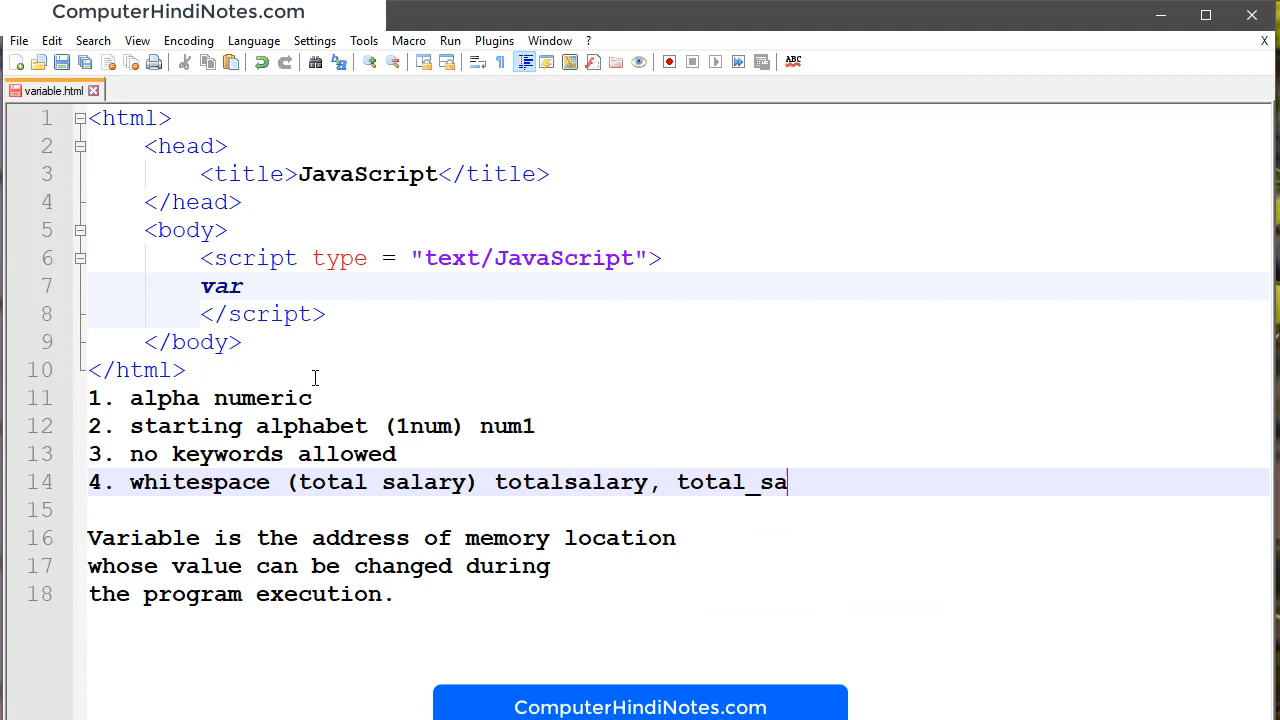 ComputerHindiNotes.com
File Edit Search View Encoding Language Settings Tools Macro Run Plugins Window ? X
ABC
variable.html
1 <html>
2 <head>
3 <title>JavaScript</title>
4 </head>
5 <body>
6 <script type = "text/JavaScript">
7 var
8 </script>
9 </body>
10 </html>
11 1. alpha numeric
12 2. starting alphabet (1num) num1
13 3. no keywords allowed
14 4. whitespace (total salary) totalsalary, total_sa
15
16 Variable is the address of memory location
17 whose value can be changed during
18 the program execution.
ComputerHindiNotes.com